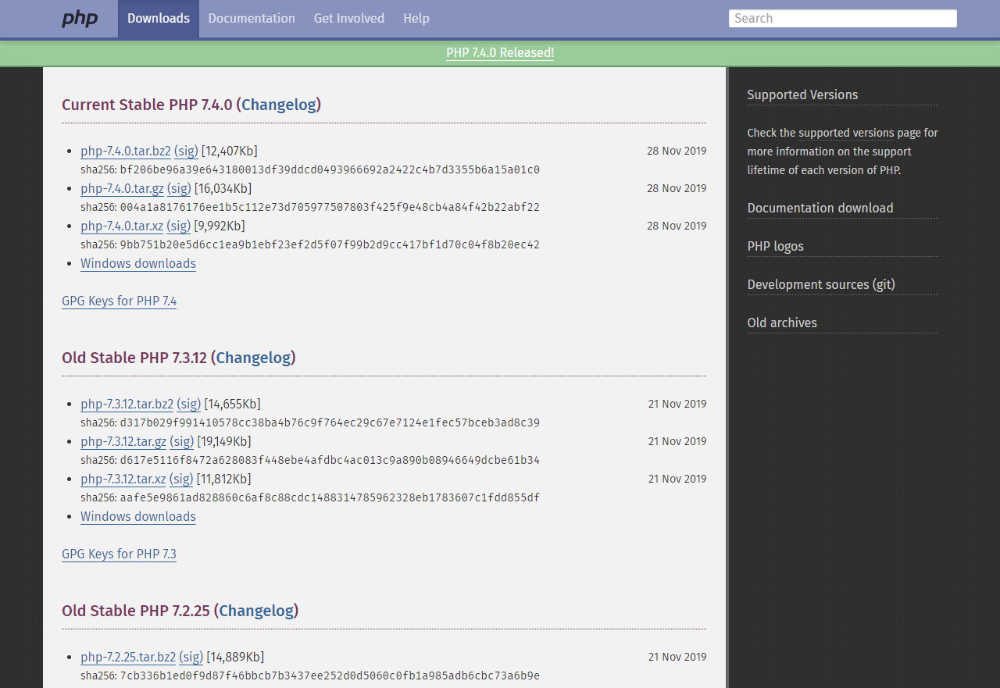 php Downloads Documentation Get Involved Help Search
PHP 7.4.0 Released!
Current Stable PHP 7.4.0 (Changelog)
php-7.4.0.tar.bz2 (sig) [12,407Kb] 28 Nov 2019
sha256: bf206be96a39e643180013df39ddcd0493966692a2422c4b7d3355b6a15a01c0
php-7.4.0.tar.gz (sig) [16,034Kb] 28 Nov 2019
sha256: 004a1a8176176ee1b5c112e73d705977507803f425f9e48cb4a84f42b22abf22
php-7.4.0.tar.xz (sig) [9,992Kb] 28 Nov 2019
sha256: 9bb751b20e5d6cc1ea9b1ebf23ef2d5f07f99b2d9cc417bf1d70c04f8b20ec42
Windows downloads
GPG Keys for PHP 7.4
Old Stable PHP 7.3.12 (Changelog)
php-7.3.12.tar.bz2 (sig) [14,655Kb] 21 Nov 2019
sha256: d317b029f991410578cc38ba4b76c9f764ec29c67e7124e1fec57bceb3ad8c39
php-7.3.12.tar.gz (sig) [19,149Kb] 21 Nov 2019
sha256: d617e5116f8472a628083f448ebe4afdbc4ac013c9a890b08946649dcbe61b34
php-7.3.12.tar.xz (sig) [11,812Kb] 21 Nov 2019
sha256: aafe5e9861ad828860c6af8c88cdc1488314785962328eb1783607c1fdd855df
Windows downloads
GPG Keys for PHP 7.3
Old Stable PHP 7.2.25 (Changelog)
php-7.2.25.tar.bz2 (sig) [14,889Kb] 21 Nov 2019
sha256: 7cb336b1ed0f9d87f46bbcb7b3437ee252d0d5060c0fb1a985adb6cbc73a6b9e
Supported Versions
Check the supported versions page for
more information on the support
lifetime of each version of PHP.
Documentation download
PHP logos
Development sources (git)
Old archives